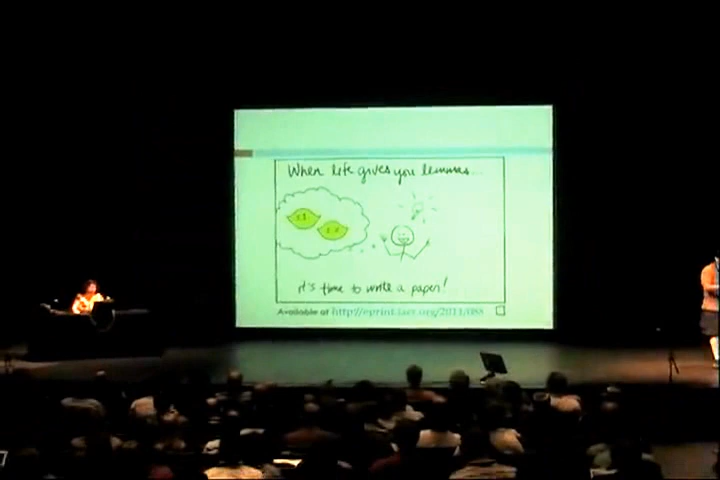 When life gives you lemmas...
it's time to write a paper!
Available at http://eprint.iacr.org/2011/088